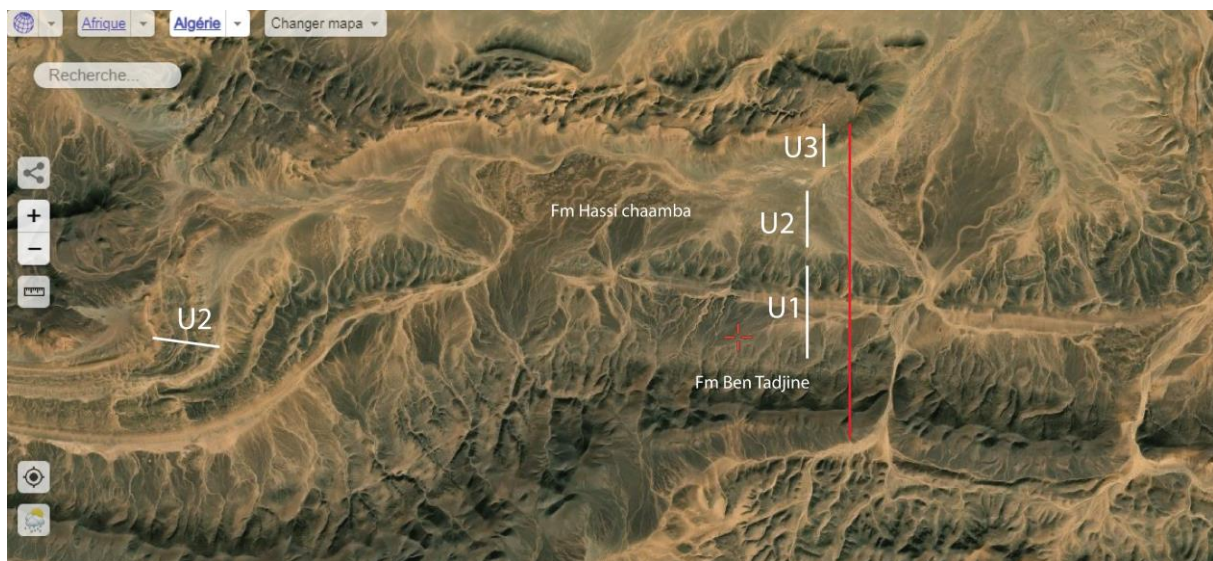 Afrique
Algérie
Changer mapa
Recherche...
U3
Fm Hassi chaamba
U2
U1
U2
Fm Ben Tadjine
+
−